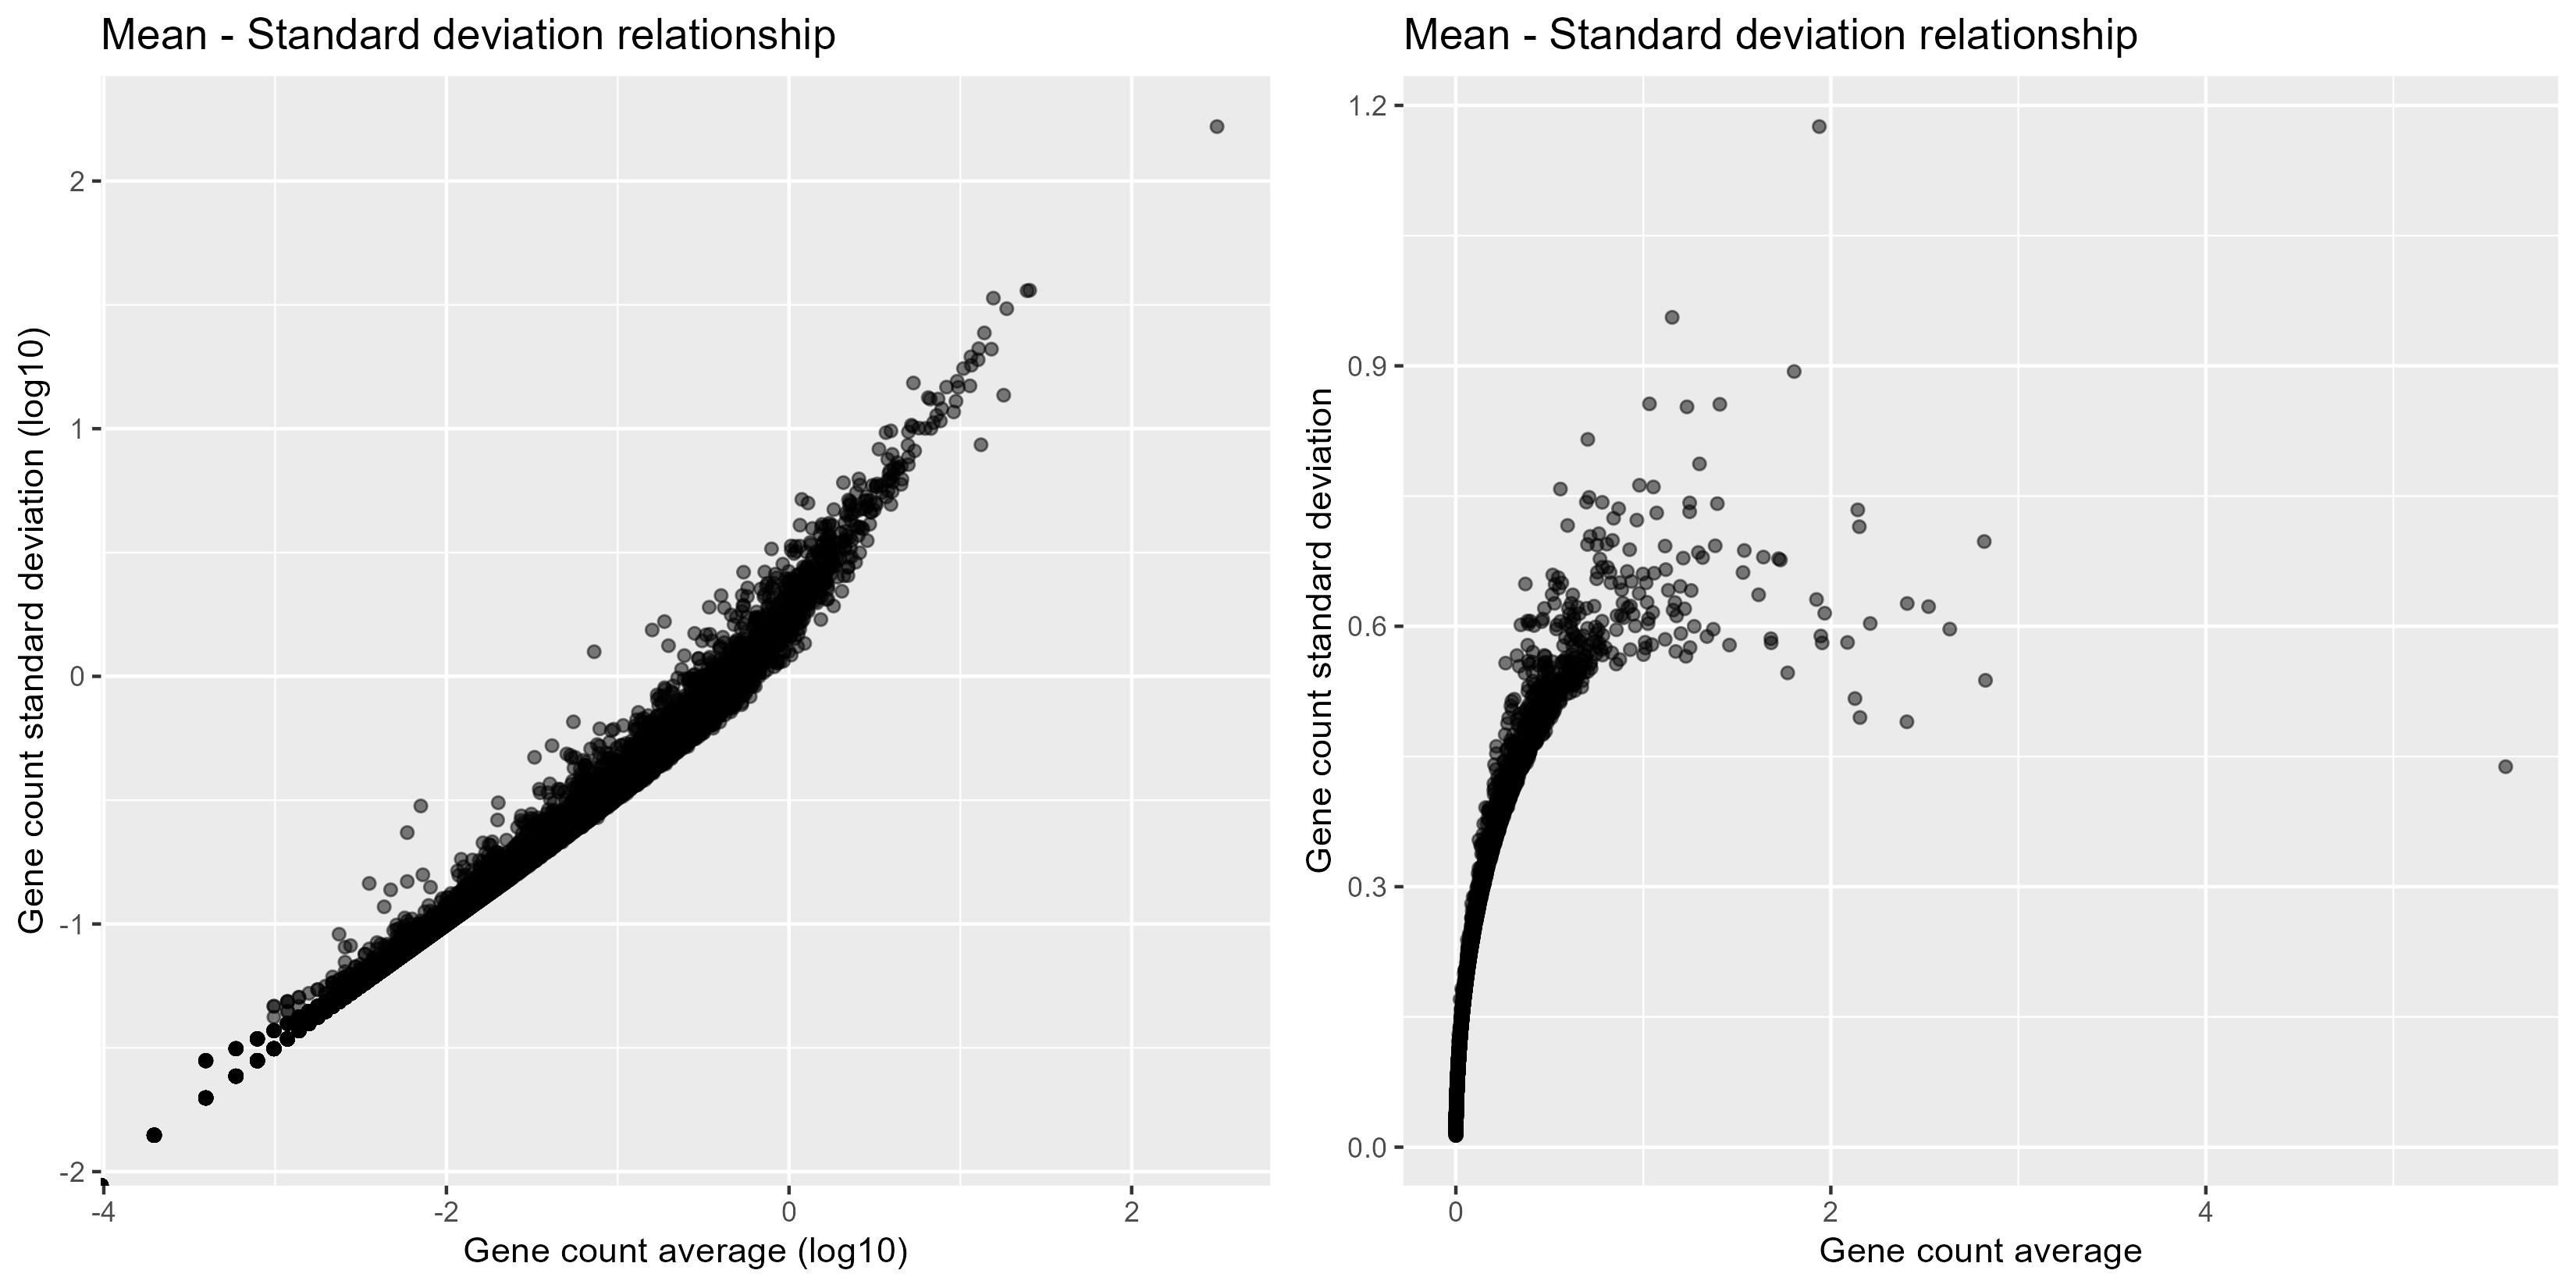 Mean - Standard deviation relationship
Gene count standard deviation (log10)
2
1
0
-1
-2
-4
-2
0
2
Gene count average (log10)
Mean - Standard deviation relationship
Gene count standard deviation
1.2
0.9
0.6
0.3
0.0
0
2
4
Gene count average